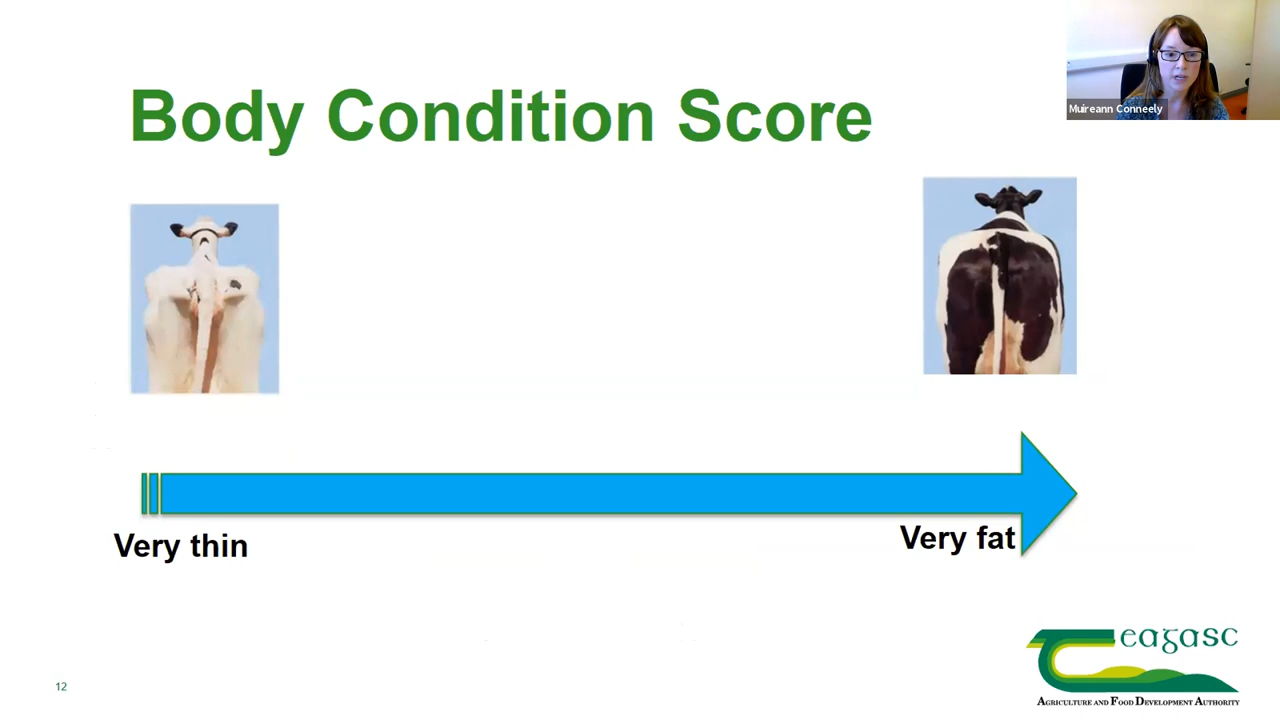 Body Condition Score
Muireann Conneely
Very thin
Very fat
12
teagasc
AGRICULTURE AND FOOD DEVELOPMENT AUTHORITY